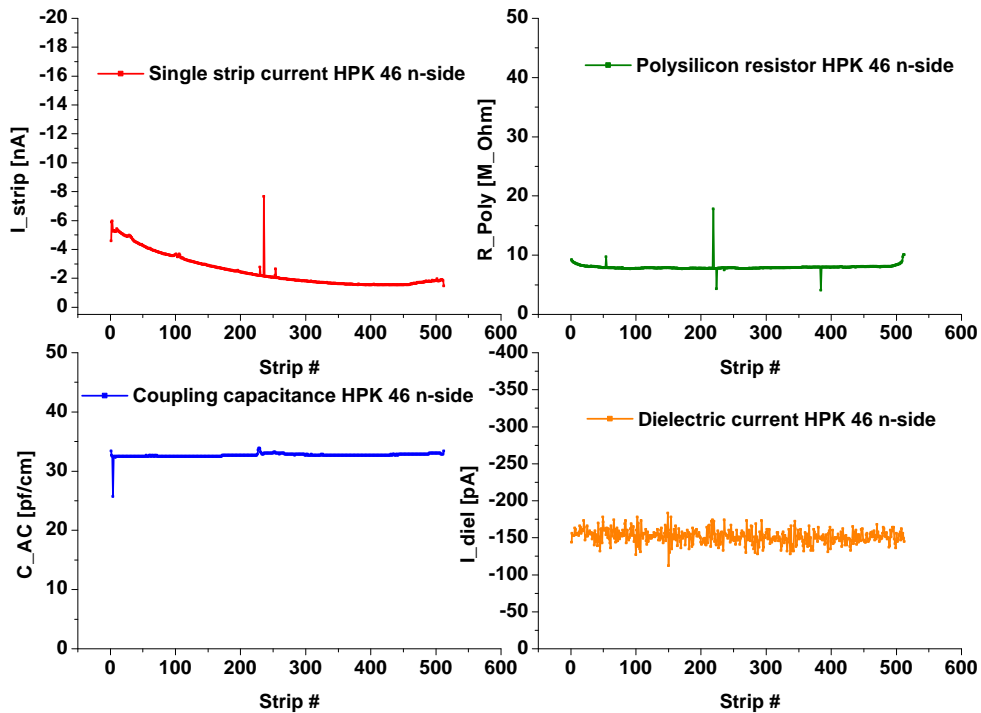 -20
-18
-16
-14
-12
-10
-8
-6
-4
-2
0
I_strip [nA]
Single strip current HPK 46 n-side
0 100 200 300 400 500 600
Strip #
50
40
30
20
10
0
R_Poly [M_Ohm]
Polysilicon resistor HPK 46 n-side
0 100 200 300 400 500 600
Strip #
50
40
30
20
10
0
C_AC [pf/cm]
Coupling capacitance HPK 46 n-side
0 100 200 300 400 500 600
Strip #
-400
-350
-300
-250
-200
-150
-100
-50
0
I_diel [pA]
Dielectric current HPK 46 n-side
0 100 200 300 400 500 600
Strip #